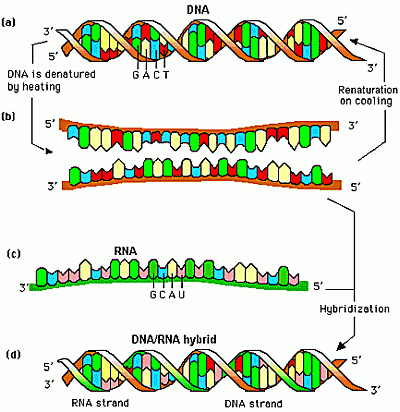 DNA
(a)
3'
5'
5'
3'
G A C T
DNA is denatured
by heating
Renaturation
on cooling
(b)
5'
3'
3'
5'
(c)
RNA
3'
5'
G C A U
Hybridization
(d)
DNA/RNA hybrid
3'
5'
5'
3'
RNA strand
DNA strand